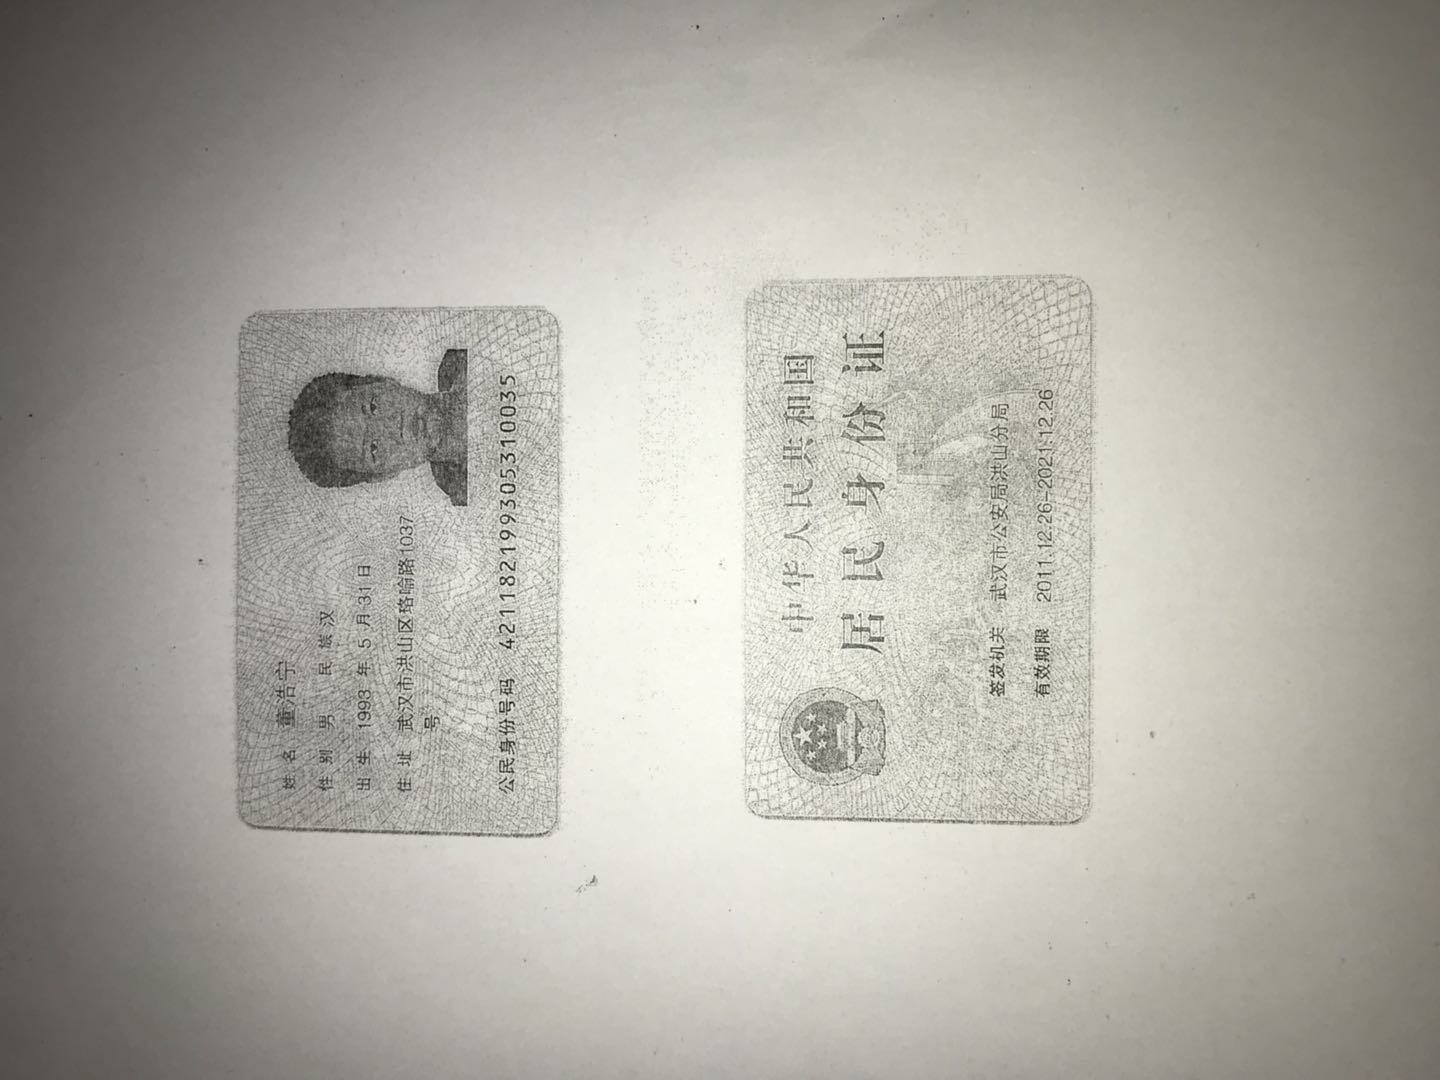 姓名 董浩宁
性别 男 民族 汉
出生 1993 年 5 月 31 日
住址 武汉市洪山区珞喻路1037
号
公民身份号码 421182199305310035
中华人民共和国
居民身份证
签发机关 武汉市公安局洪山分局
有效期限 2011.12.26-2021.12.26